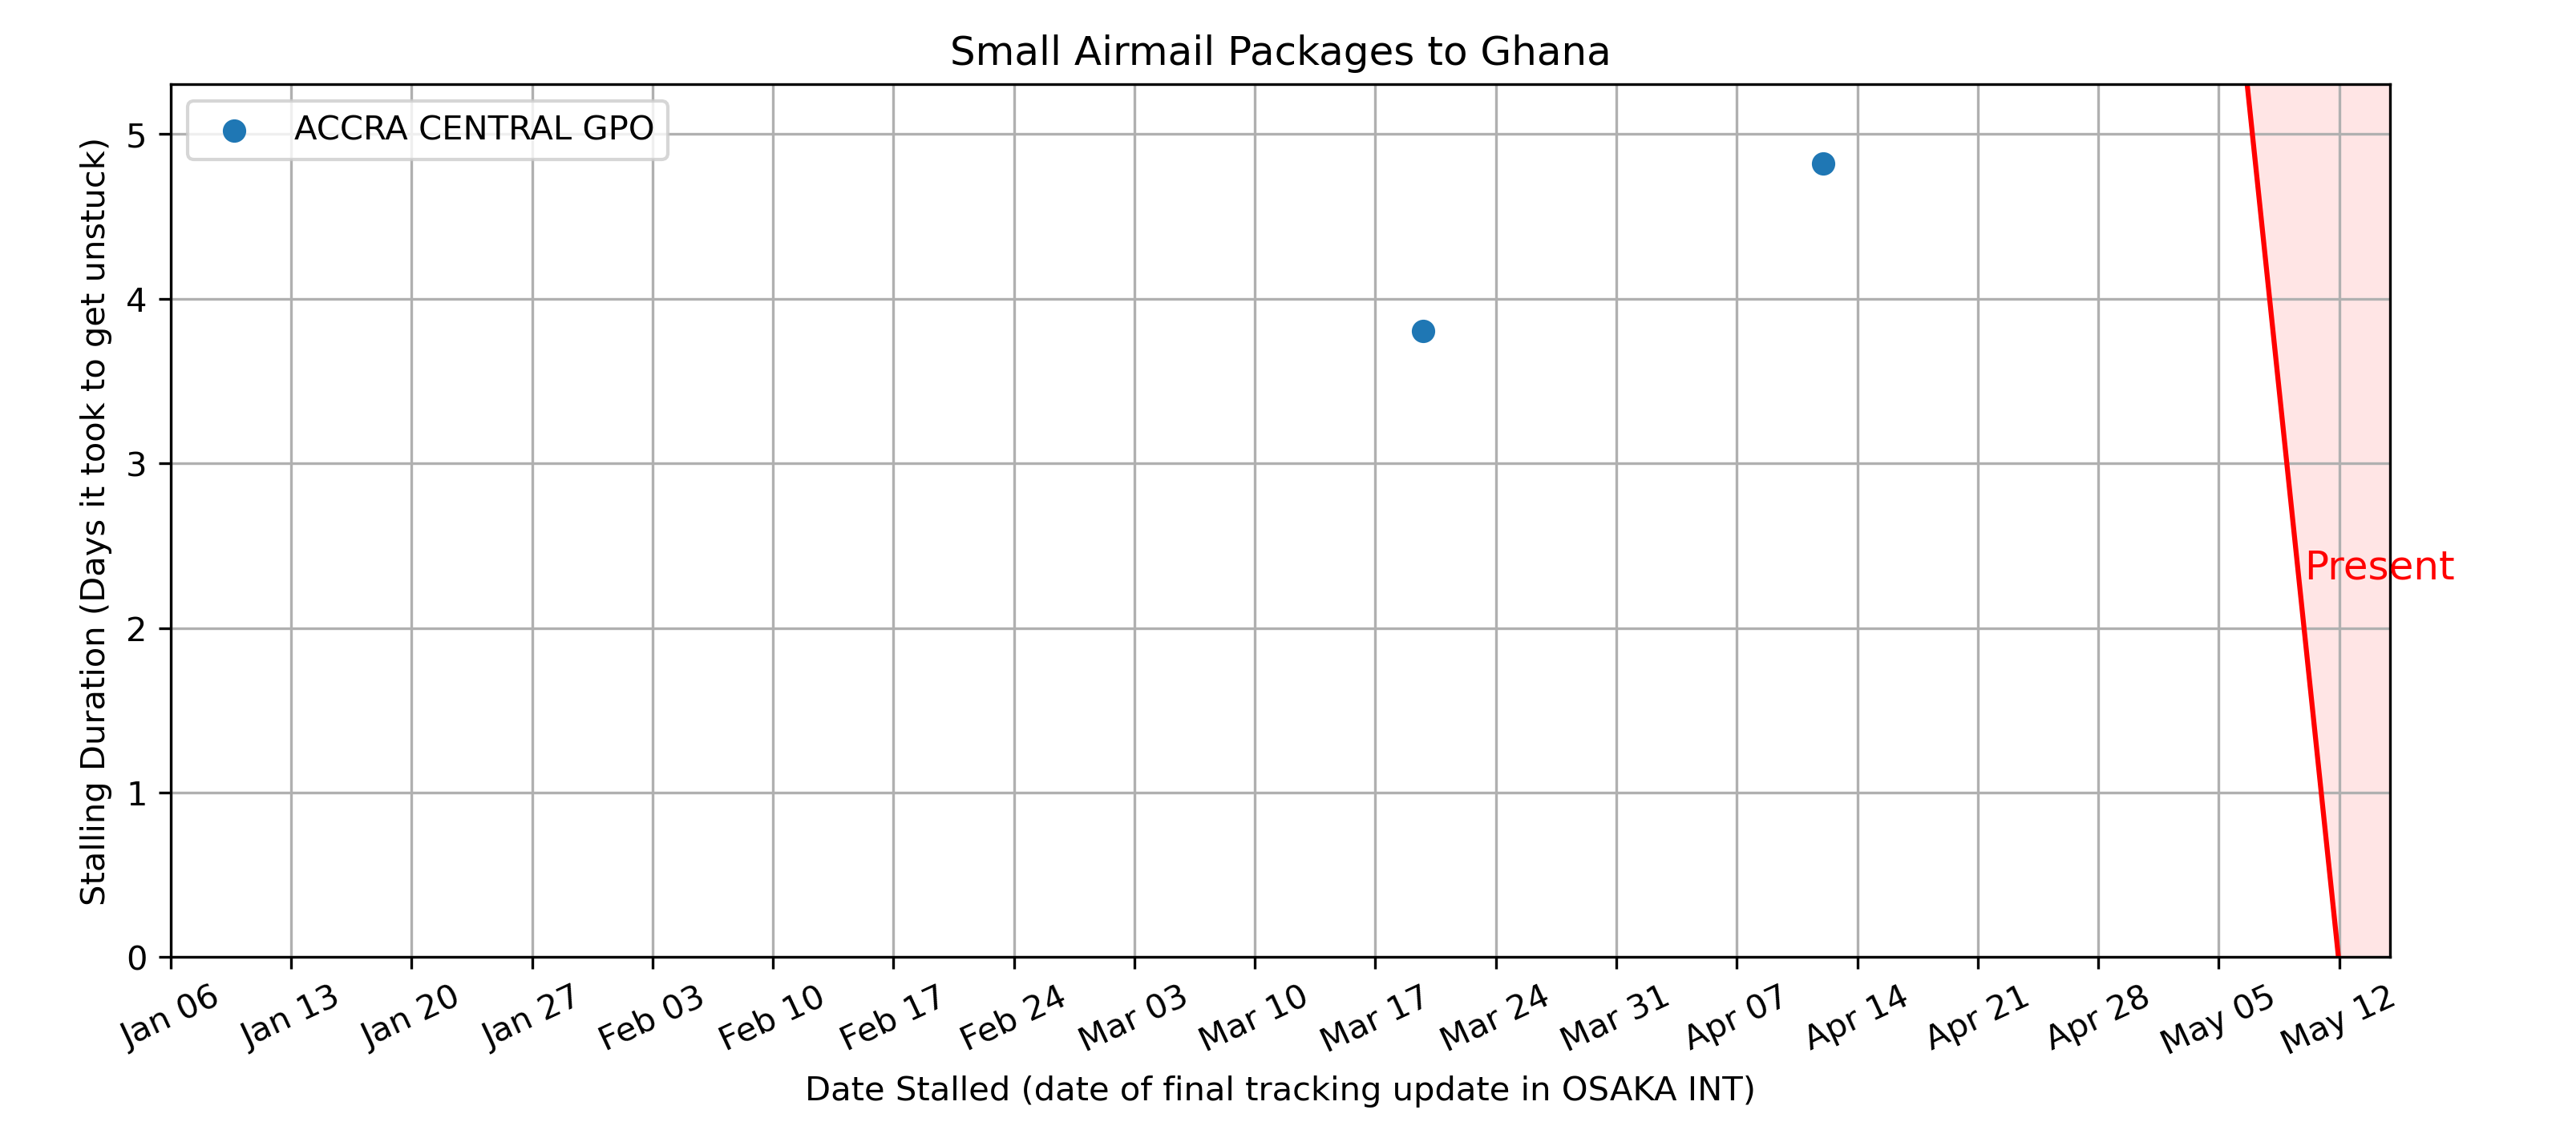 Small Airmail Packages to Ghana
ACCRA CENTRAL GPO
Stalling Duration (Days it took to get unstuck)
5
4
3
2
1
0
Present
Jan 06
Jan 13
Jan 20
Jan 27
Feb 03
Feb 10
Feb 17
Feb 24
Mar 03
Mar 10
Mar 17
Mar 24
Mar 31
Apr 07
Apr 14
Apr 21
Apr 28
May 05
May 12
Date Stalled (date of final tracking update in OSAKA INT)